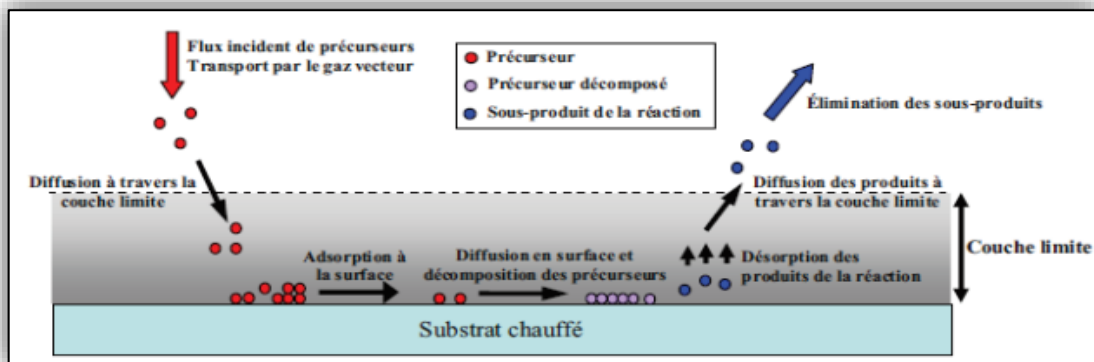 Flux incident de précurseurs
Transport par le gaz vecteur
Précurseur
Précurseur décomposé
Sous-produit de la réaction
Élimination des sous-produits
Diffusion à travers la
couche limite
Diffusion des produits à
travers la couche limite
Couche limite
Adsorption à
la surface
Diffusion en surface et
décomposition des précurseurs
Désorption des
produits de la réaction
Substrat chauffé